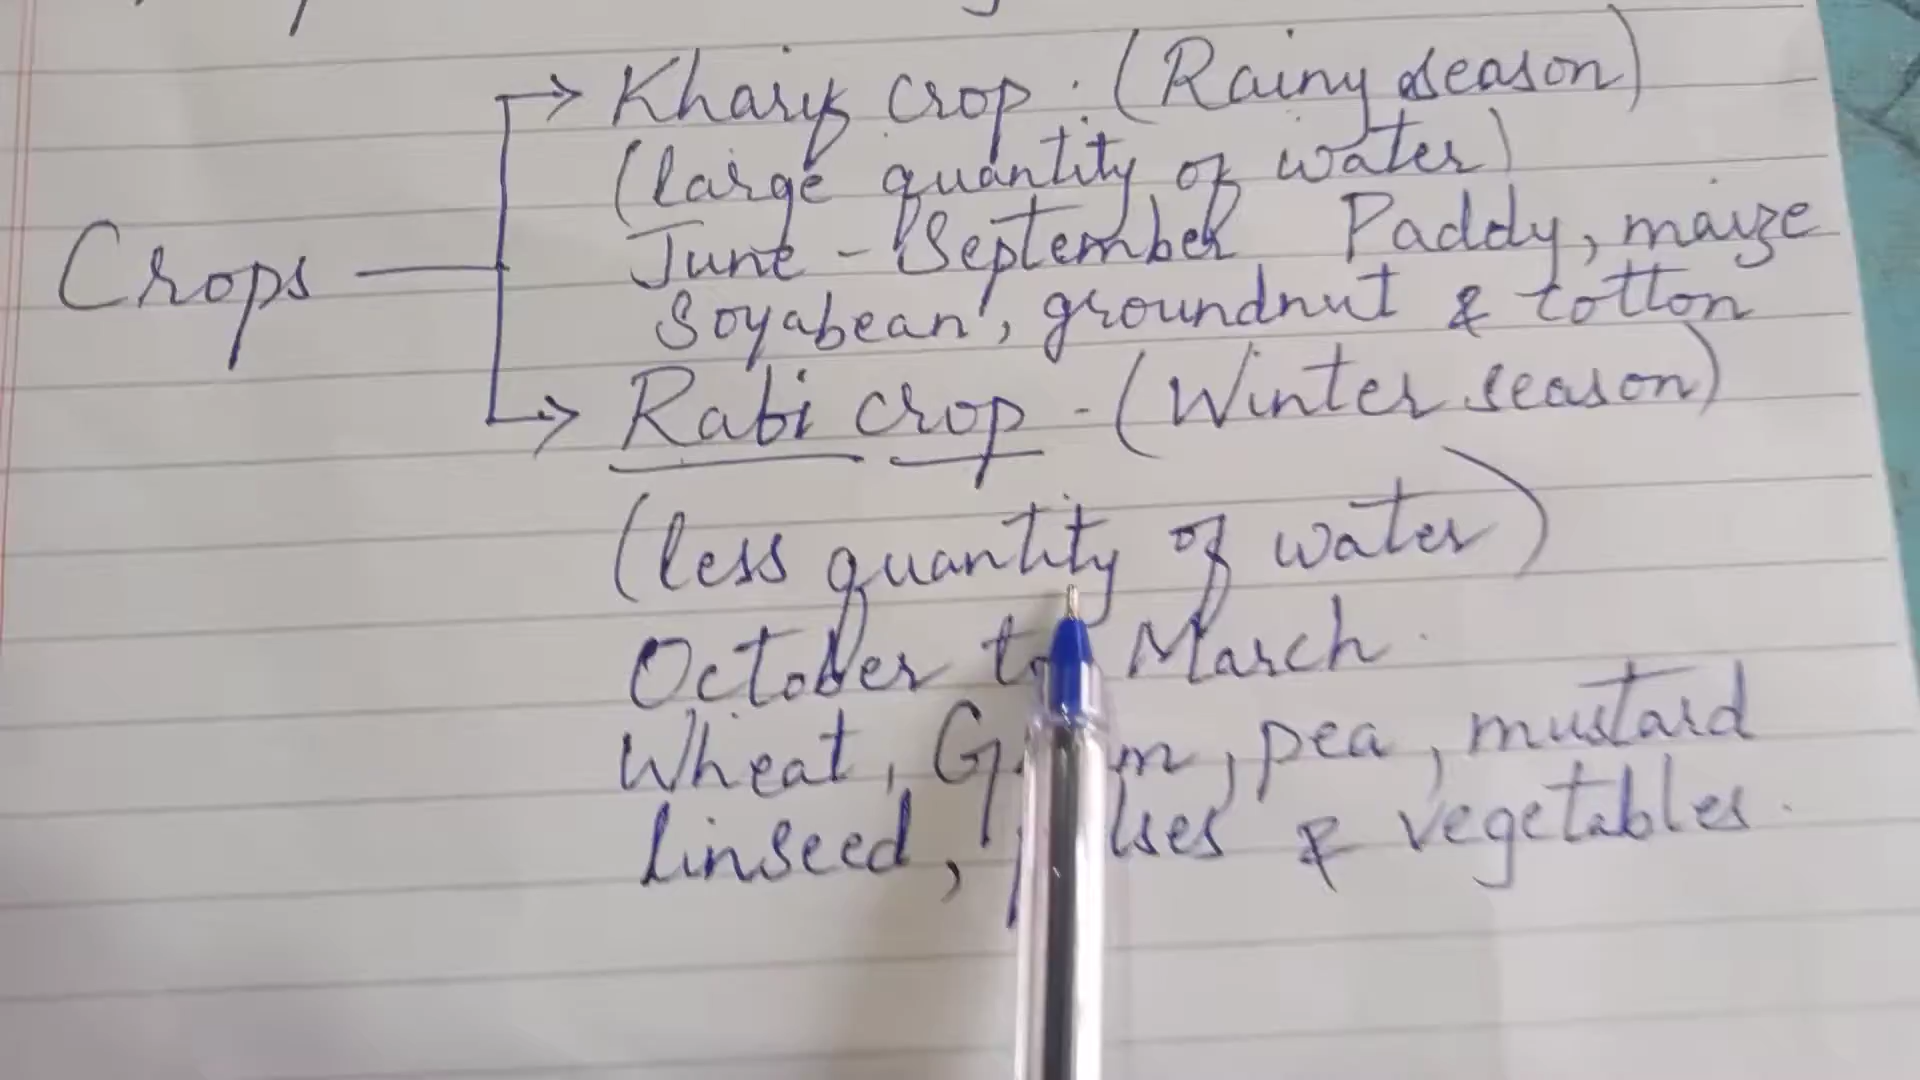 Kharif crop . (Rainy season)
(large quantity of water)
June - September Paddy, maize
Soyabean, groundnut & cotton
Crops
Rabi crop - (Winter season)
(less quantity of water)
October to March.
Wheat, pea, mustard
linseed, & vegetables.